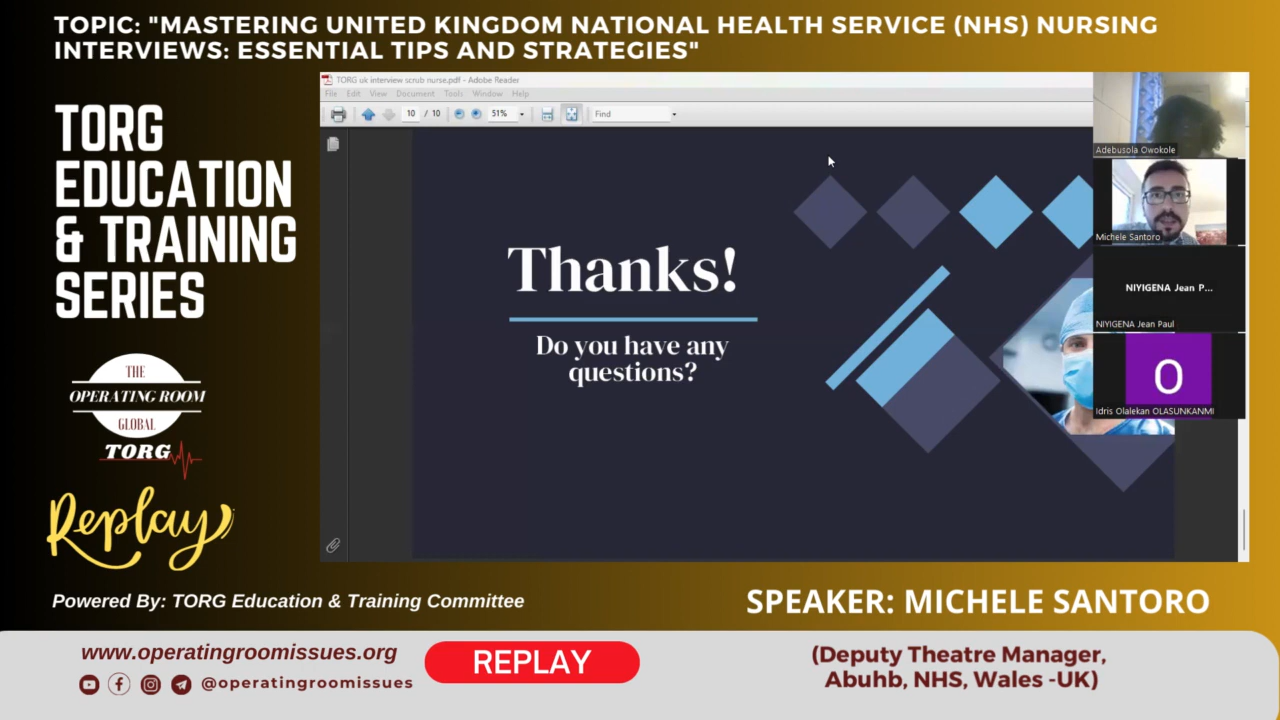 TOPIC: "MASTERING UNITED KINGDOM NATIONAL HEALTH SERVICE (NHS) NURSING
INTERVIEWS: ESSENTIAL TIPS AND STRATEGIES"
TORG
EDUCATION
& TRAINING
SERIES
THE
OPERATING ROOM
GLOBAL
TORG
Replay
TORG uk interview scrub nurse.pdf - Adobe Reader
File Edit View Document Tools Window Help
10 / 10 51% Find
Thanks!
Do you have any
questions?
Adebusola Owokole
Michele Santoro
NIYIGENA Jean P...
NIYIGENA Jean Paul
O
Idris Olalekan OLASUNKANMI
Powered By: TORG Education & Training Committee
SPEAKER: MICHELE SANTORO
www.operatingroomissues.org
@operatingroomissues
REPLAY
(Deputy Theatre Manager,
Abuhb, NHS, Wales -UK)